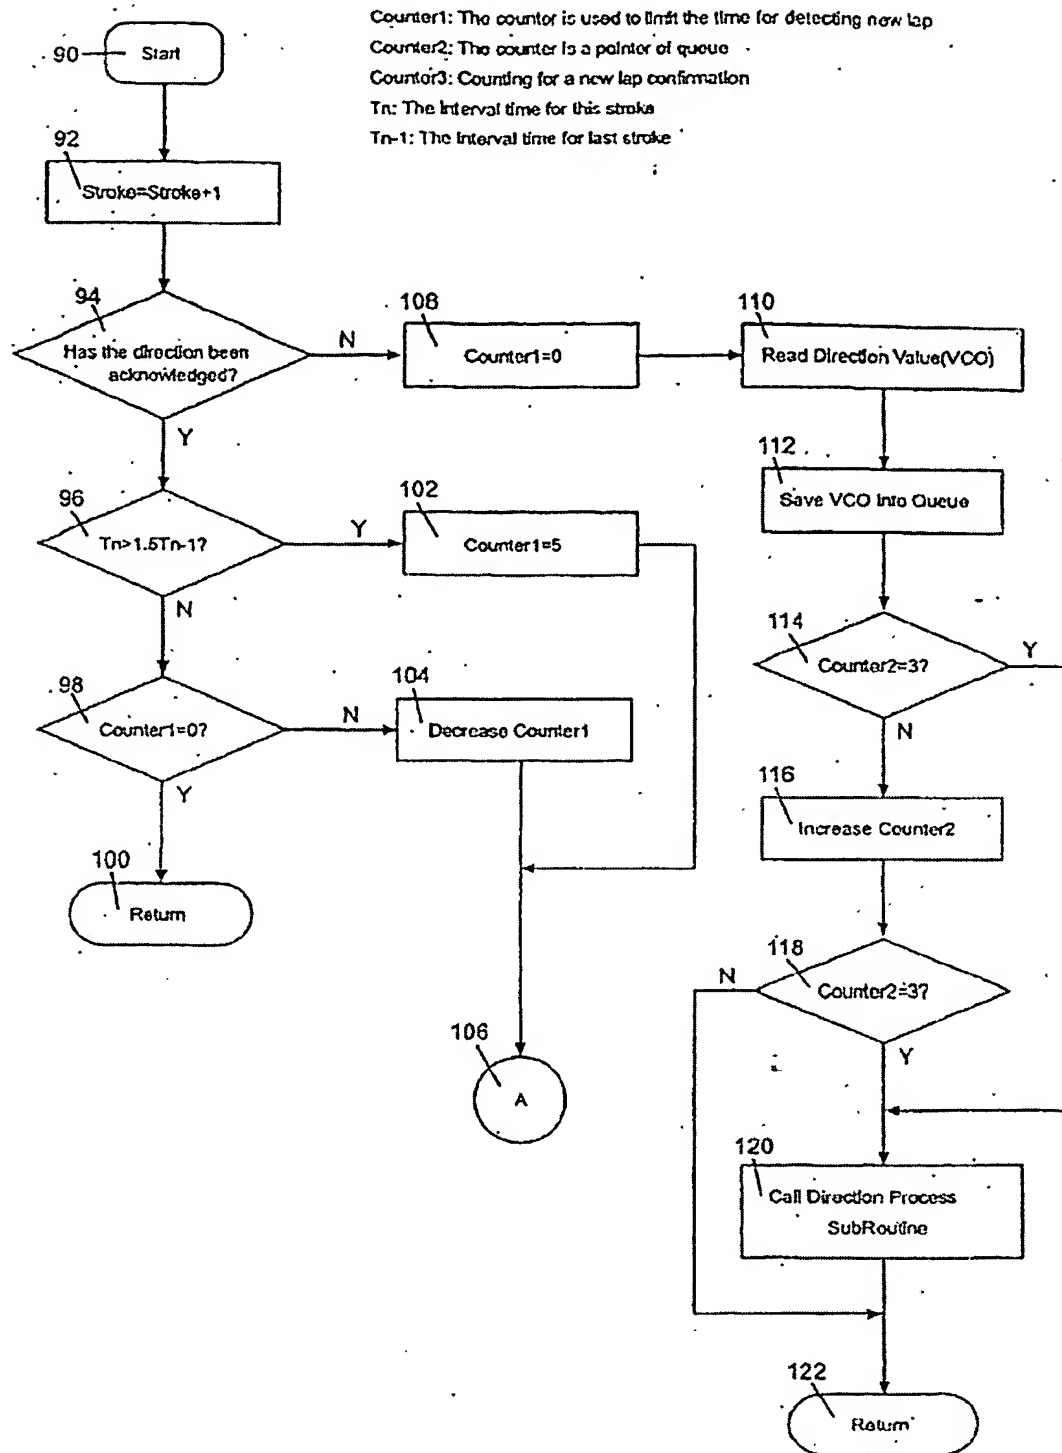 Counter1: The counter is used to limit the time for detecting new lap
Counter2: The counter is a pointer of queue
Counter3: Counting for a new lap confirmation
Tn: The Interval time for this stroke
Tn-1: The Interval time for last stroke
90
Start
92
Stroke=Stroke+1
94
Has the direction been
acknowledged?
N
Y
108
Counter1=0
110
Read Direction Value(VCO)
112
Save VCO Into Queue
96
Tn>1.5Tn-1?
Y
N
102
Counter1=5
114
Counter2=3?
Y
N
98
Counter1=0?
N
Y
104
Decrease Counter1
116
Increase Counter2
100
Return
118
Counter2=3?
N
Y
106
A
120
Call Direction Process
SubRoutine
122
Return